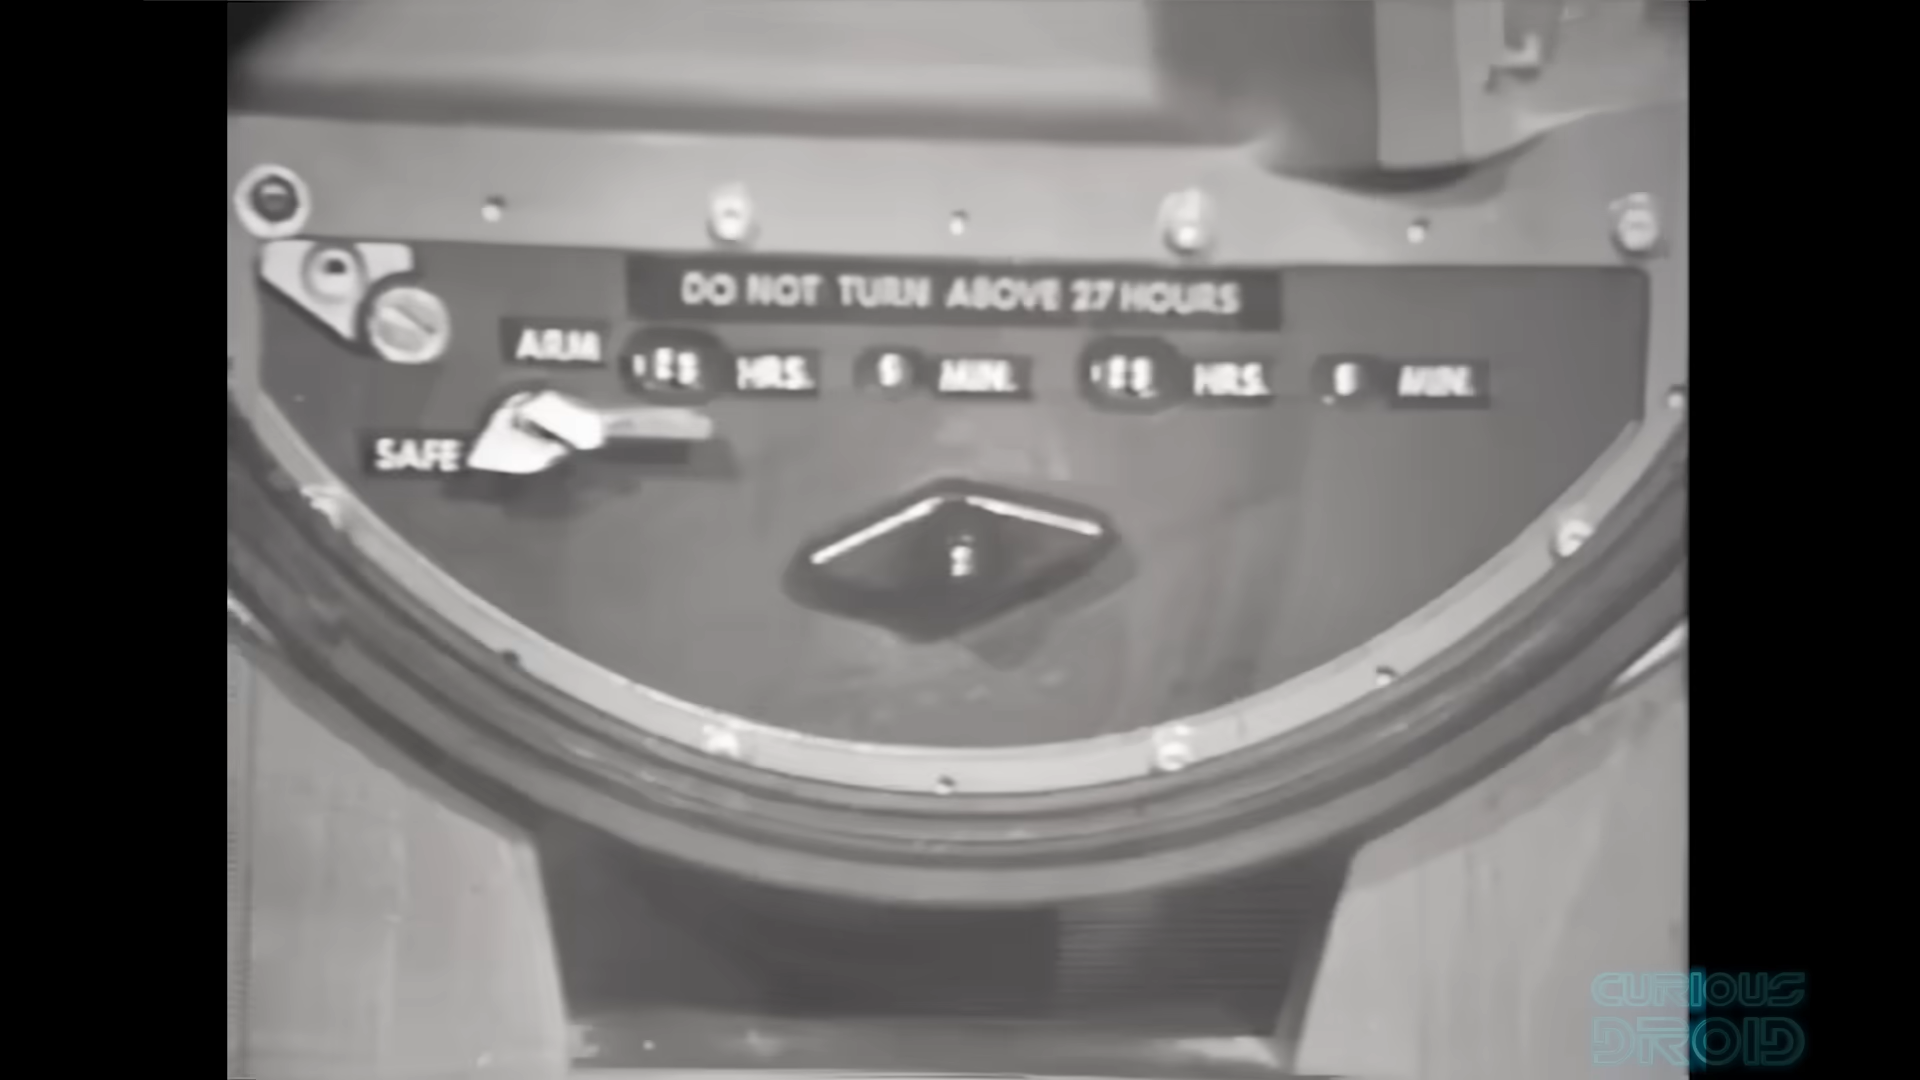 DO NOT TURN ABOVE 27 HOURS
ARM
HRS. MIN. HRS. MIN.
SAFE
CURIOUS
DROID